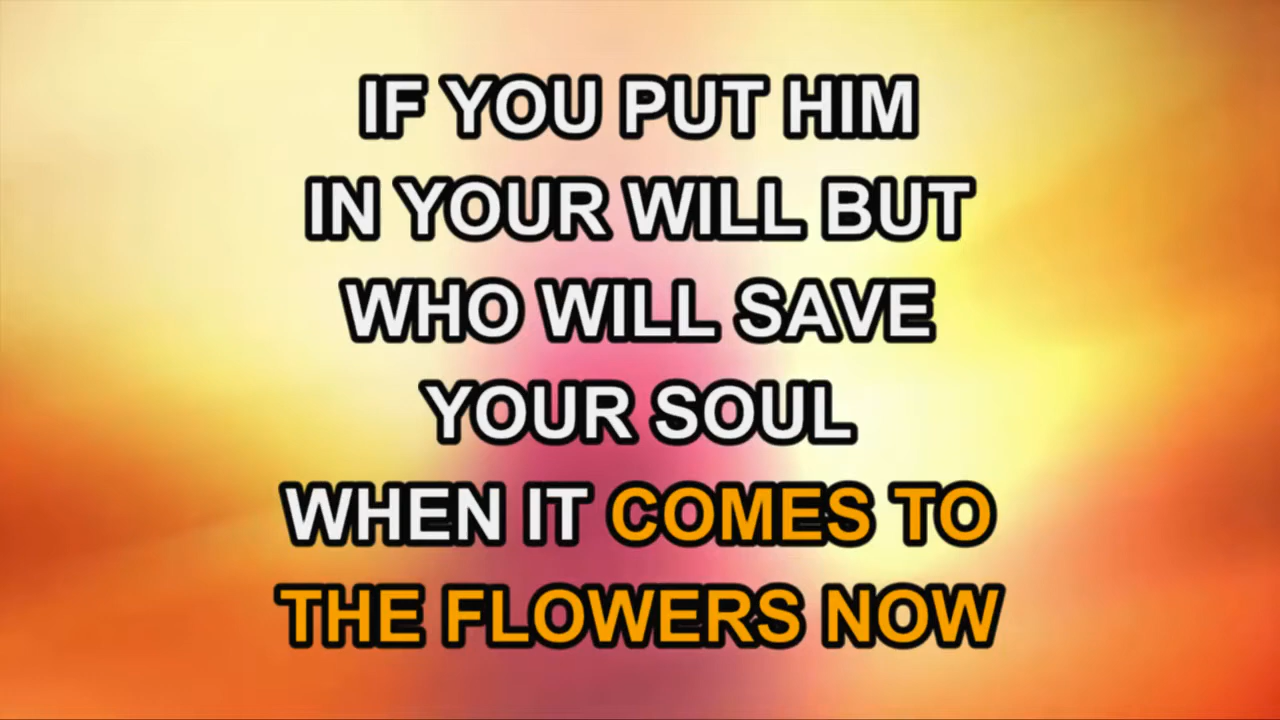 IF YOU PUT HIM
IN YOUR WILL BUT
WHO WILL SAVE
YOUR SOUL
WHEN IT COMES TO
THE FLOWERS NOW